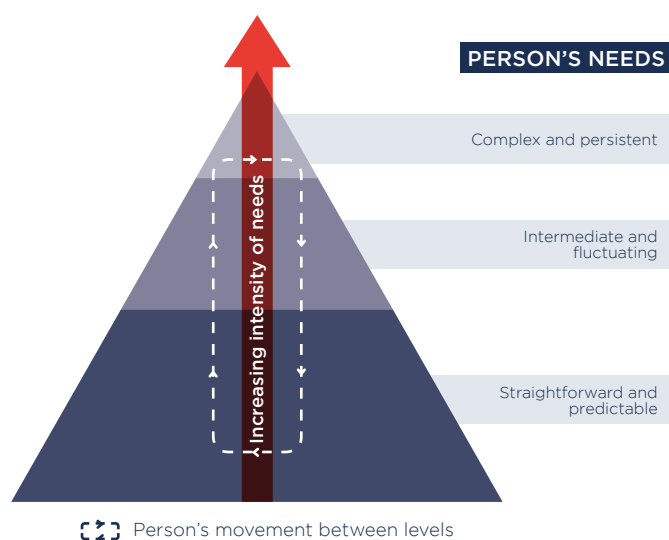 PERSON'S NEEDS
Complex and persistent
Intermediate and
fluctuating
Straightforward and
predictable
Increasing intensity of needs
Person's movement between levels